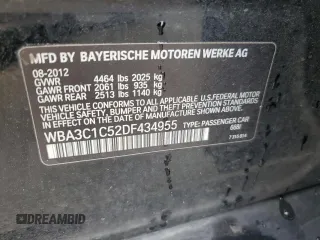 MFD BY BAYERISCHE MOTOREN WERKE AG
08-2012
GVWR 4464 lbs 2025 kg
GAWR FRONT 2061 lbs 935 kg
GAWR REAR 2513 lbs 1140 kg
THIS VEHICLE CONFORMS TO ALL APPLICABLE U.S. FEDERAL MOTOR
VEHICLE SAFETY, BUMPER AND THEFT PREVENTION STANDARDS IN
EFFECT ON THE DATE OF MANUFACTURE SHOWN ABOVE.
WBA3C1C52DF434955 TYPE: PASSENGER CAR
DREAMBID